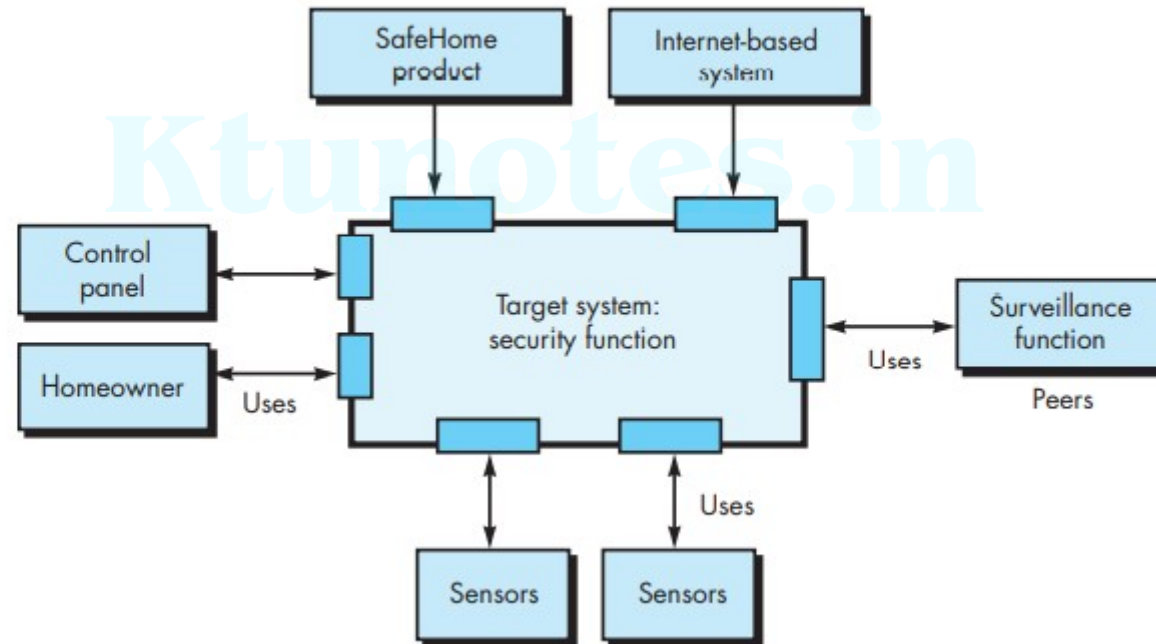 SafeHome
product
Internet-based
system
Ktunotes.in
Control
panel
Target system:
security function
Surveillance
function
Uses
Peers
Homeowner
Uses
Uses
Sensors
Sensors